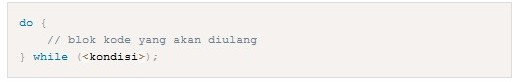 do {
    // blok kode yang akan diulang
} while (<kondisi>);